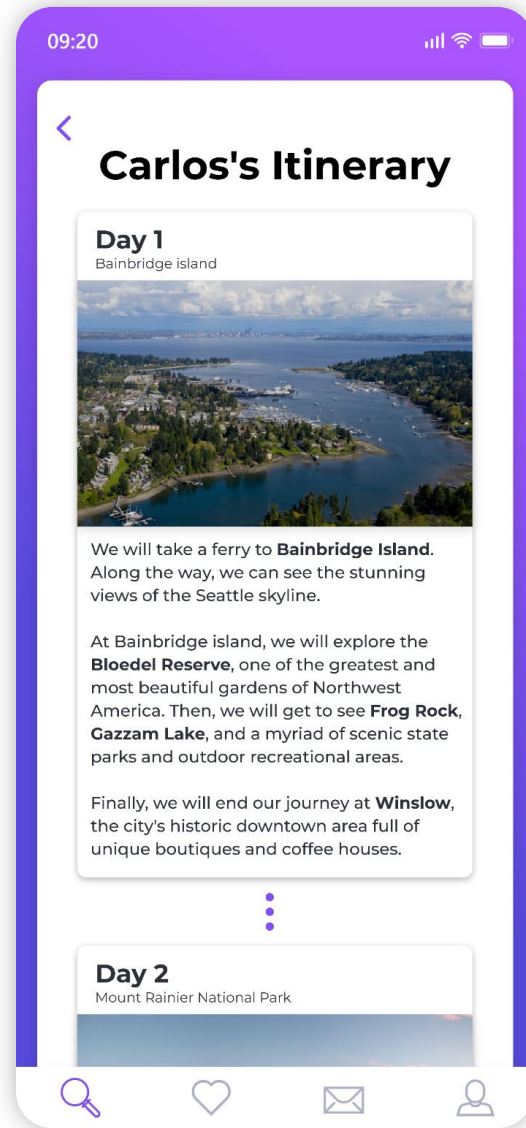 09:20
Carlos's Itinerary
Day 1
Bainbridge island
We will take a ferry to Bainbridge Island.
Along the way, we can see the stunning
views of the Seattle skyline.
At Bainbridge island, we will explore the
Bloedel Reserve, one of the greatest and
most beautiful gardens of Northwest
America. Then, we will get to see Frog Rock,
Gazzam Lake, and a myriad of scenic state
parks and outdoor recreational areas.
Finally, we will end our journey at Winslow,
the city's historic downtown area full of
unique boutiques and coffee houses.
Day 2
Mount Rainier National Park